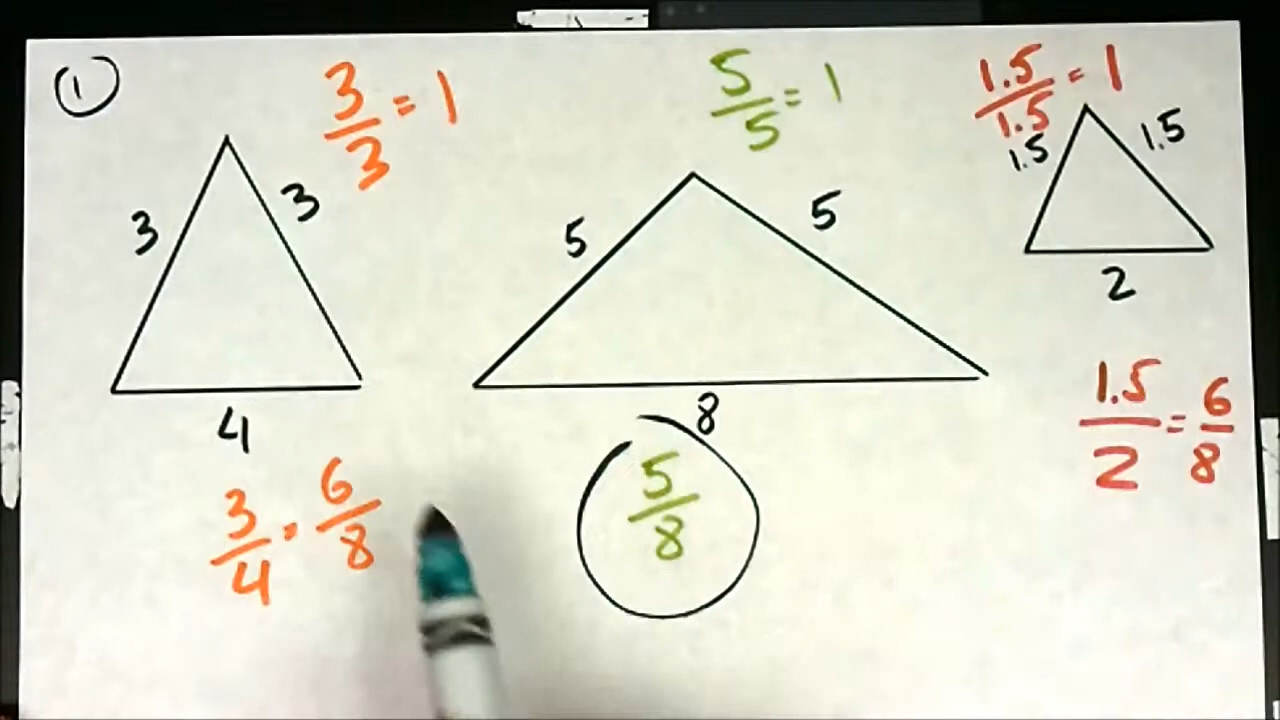 1
3/3 = 1
5/5 = 1
1.5/1.5 = 1
3
3
4
5
5
8
1.5
1.5
2
3/4 = 6/8
5/8
1.5/2 = 6/8